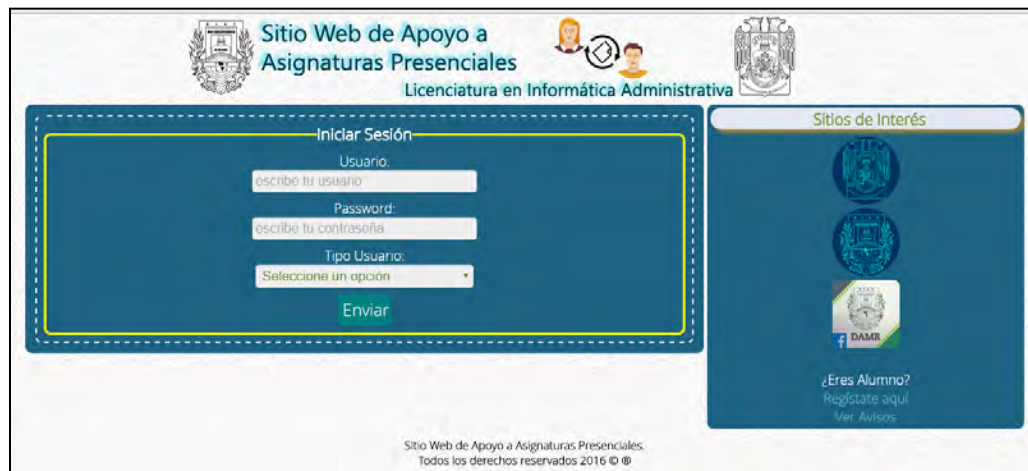 Sitio Web de Apoyo a
Asignaturas Presenciales
Licenciatura en Informática Administrativa
Iniciar Sesión
Usuario:
escribe tu usuario
Password:
escribe tu contraseña
Tipo Usuario:
Seleccione un opción
Enviar
Sitios de Interés
DAMR
¿Eres Alumno?
Regístate aquí
Ver Avisos
Sitio Web de Apoyo a Asignaturas Presenciales.
Todos los derechos reservados 2016 © ®